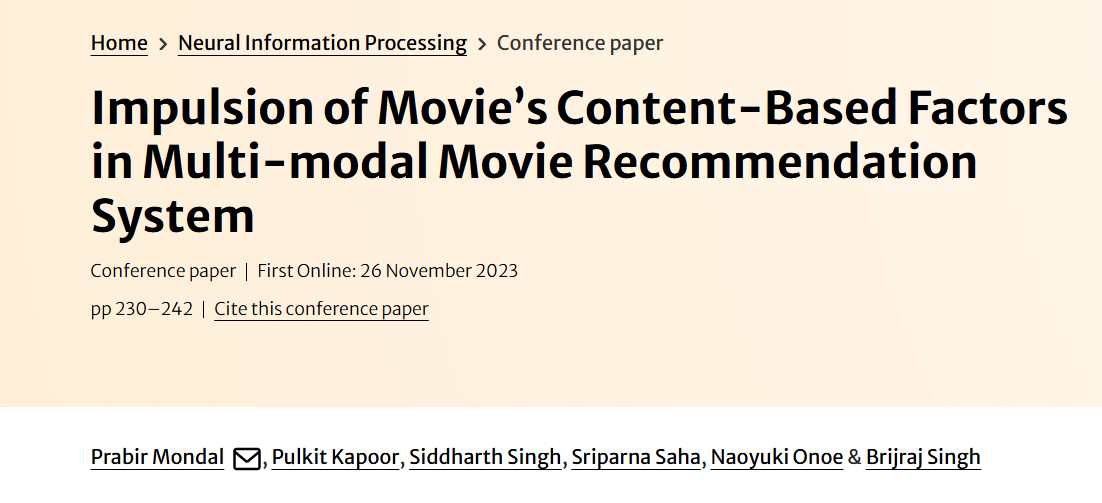 Home > Neural Information Processing > Conference paper
Impulsion of Movie’s Content-Based Factors
in Multi-modal Movie Recommendation
System
Conference paper | First Online: 26 November 2023
pp 230–242 | Cite this conference paper
Prabir Mondal , Pulkit Kapoor, Siddharth Singh, Sriparna Saha, Naoyuki Onoe & Brijraj Singh